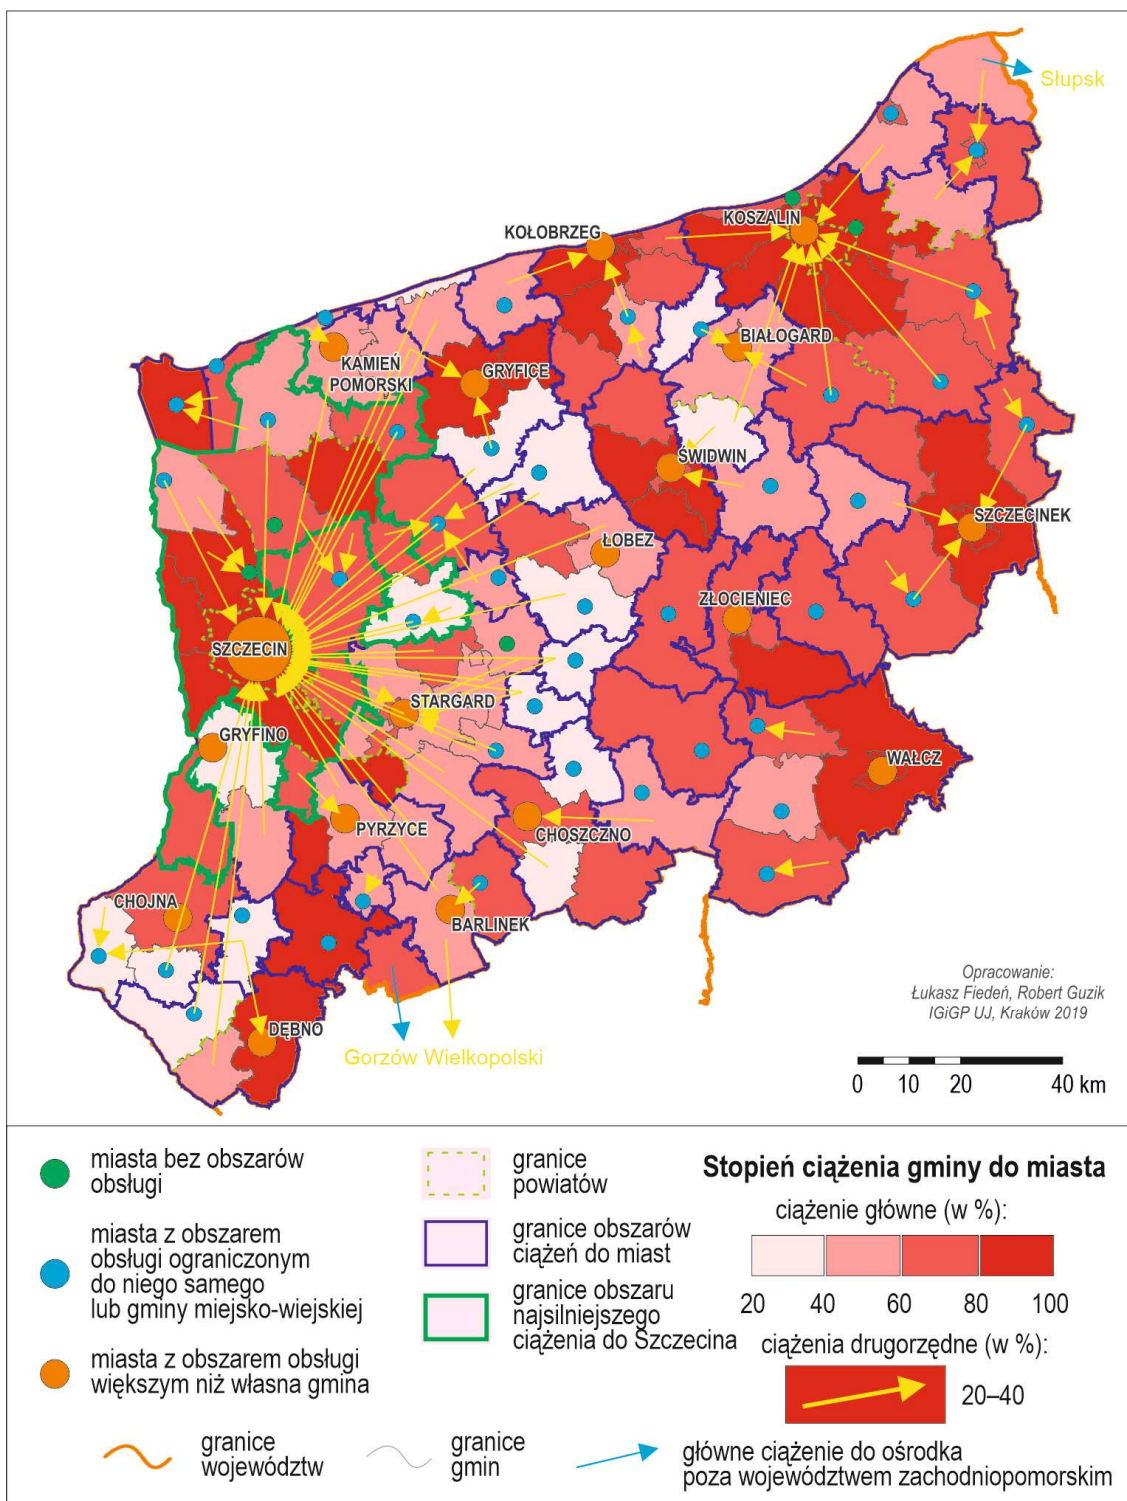 Słupsk
KOSZALIN
KOŁOBRZEG
BIAŁOGARD
KAMIEŃ
POMORSKI
GRYFICE
ŚWIDWIN
SZCZECINEK
ŁOBEZ
ZŁOCIENIEC
SZCZECIN
STARGARD
GRYFINO
WAŁCZ
PYRZYCE
CHOSZCZNO
CHOJNA
BARLINEK
DĘBNO
Gorzów Wielkopolski
Opracowanie:
Łukasz Fiedeń, Robert Guzik
IGiGP UJ, Kraków 2019
0 10 20 40 km
miasta bez obszarów
obsługi
miasta z obszarem
obsługi ograniczonym
do niego samego
lub gminy miejsko-wiejskiej
miasta z obszarem obsługi
większym niż własna gmina
granice
powiatów
granice obszarów
ciążeń do miast
granice obszaru
najsilniejszego
ciążenia do Szczecina
Stopień ciążenia gminy do miasta
ciążenie główne (w %):
20 40 60 80 100
ciążenia drugorzędne (w %):
20–40
granice
województw
granice
gmin
główne ciążenie do ośrodka
poza województwem zachodniopomorskim